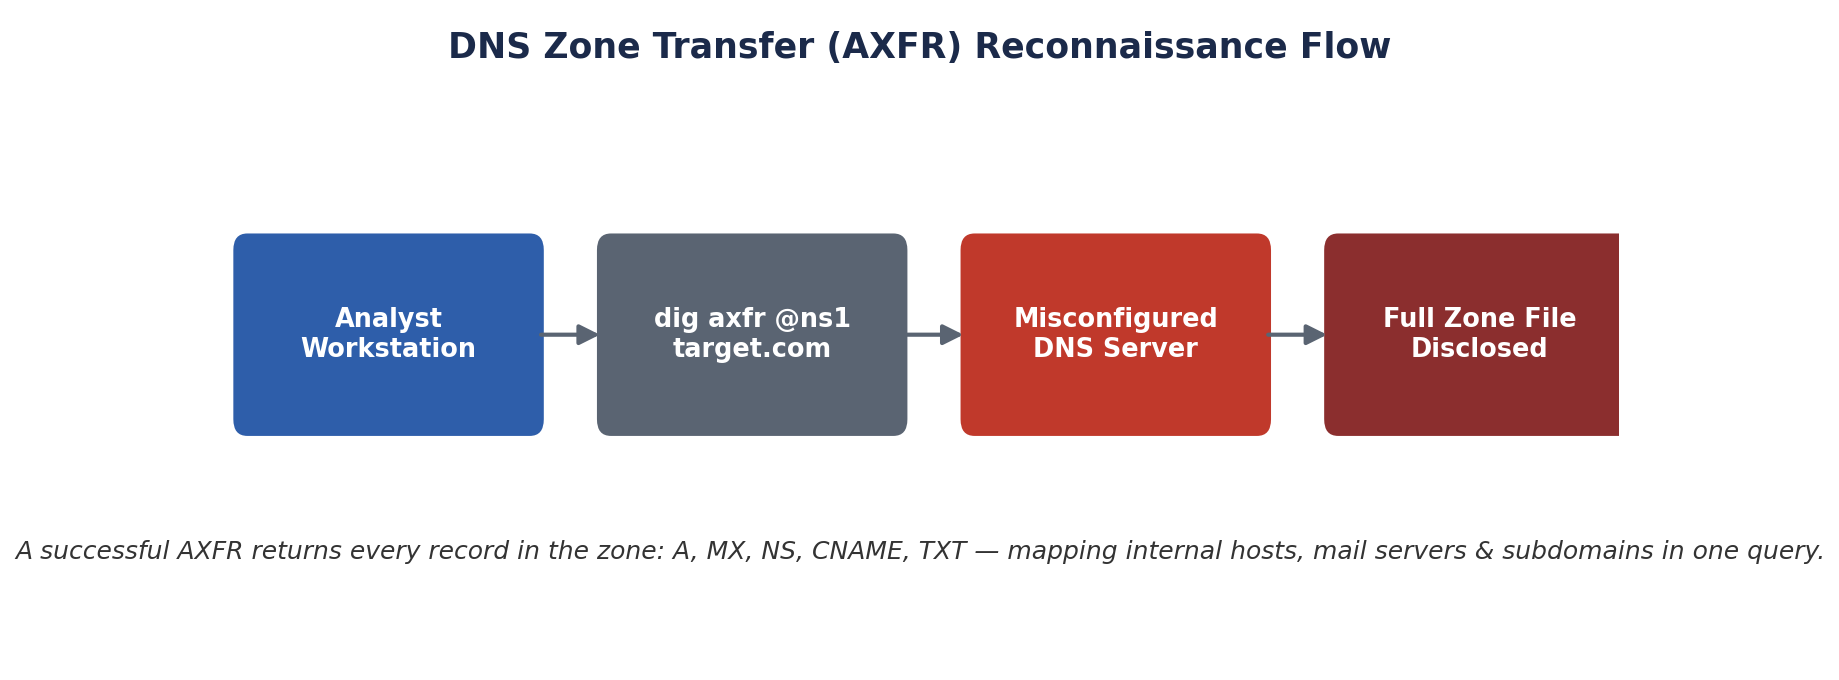 DNS Zone Transfer (AXFR) Reconnaissance Flow
Analyst
Workstation
dig axfr @ns1
target.com
Misconfigured
DNS Server
Full Zone File
Disclosed
A successful AXFR returns every record in the zone: A, MX, NS, CNAME, TXT — mapping internal hosts, mail servers & subdomains in one query.